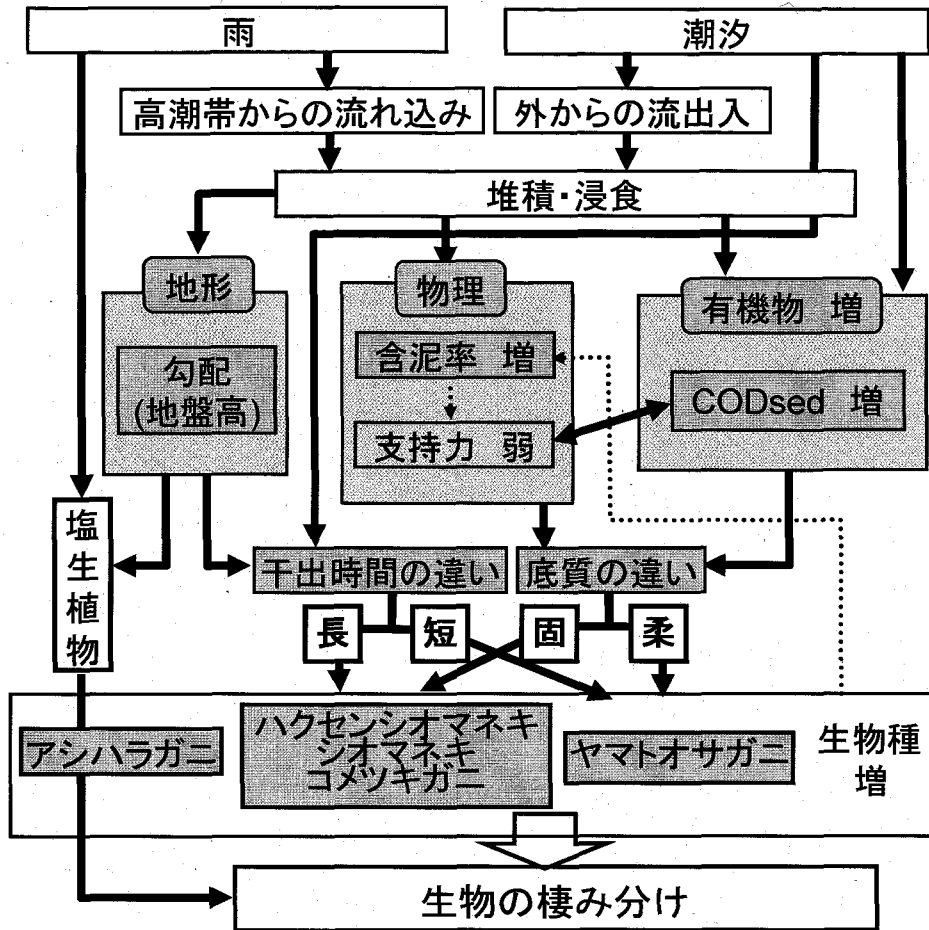 雨
潮汐
高潮帯からの流れ込み
外からの流出入
堆積・浸食
地形
物理
有機物 増
勾配
(地盤高)
含泥率 増
支持力 弱
CODsed 増
塩生植物
干出時間の違い
底質の違い
長
短
固
柔
アシハラガニ
ハクセンシオマネキ
シオマネキ
コメツキガニ
ヤマトオサガニ
生物種
増
生物の棲み分け